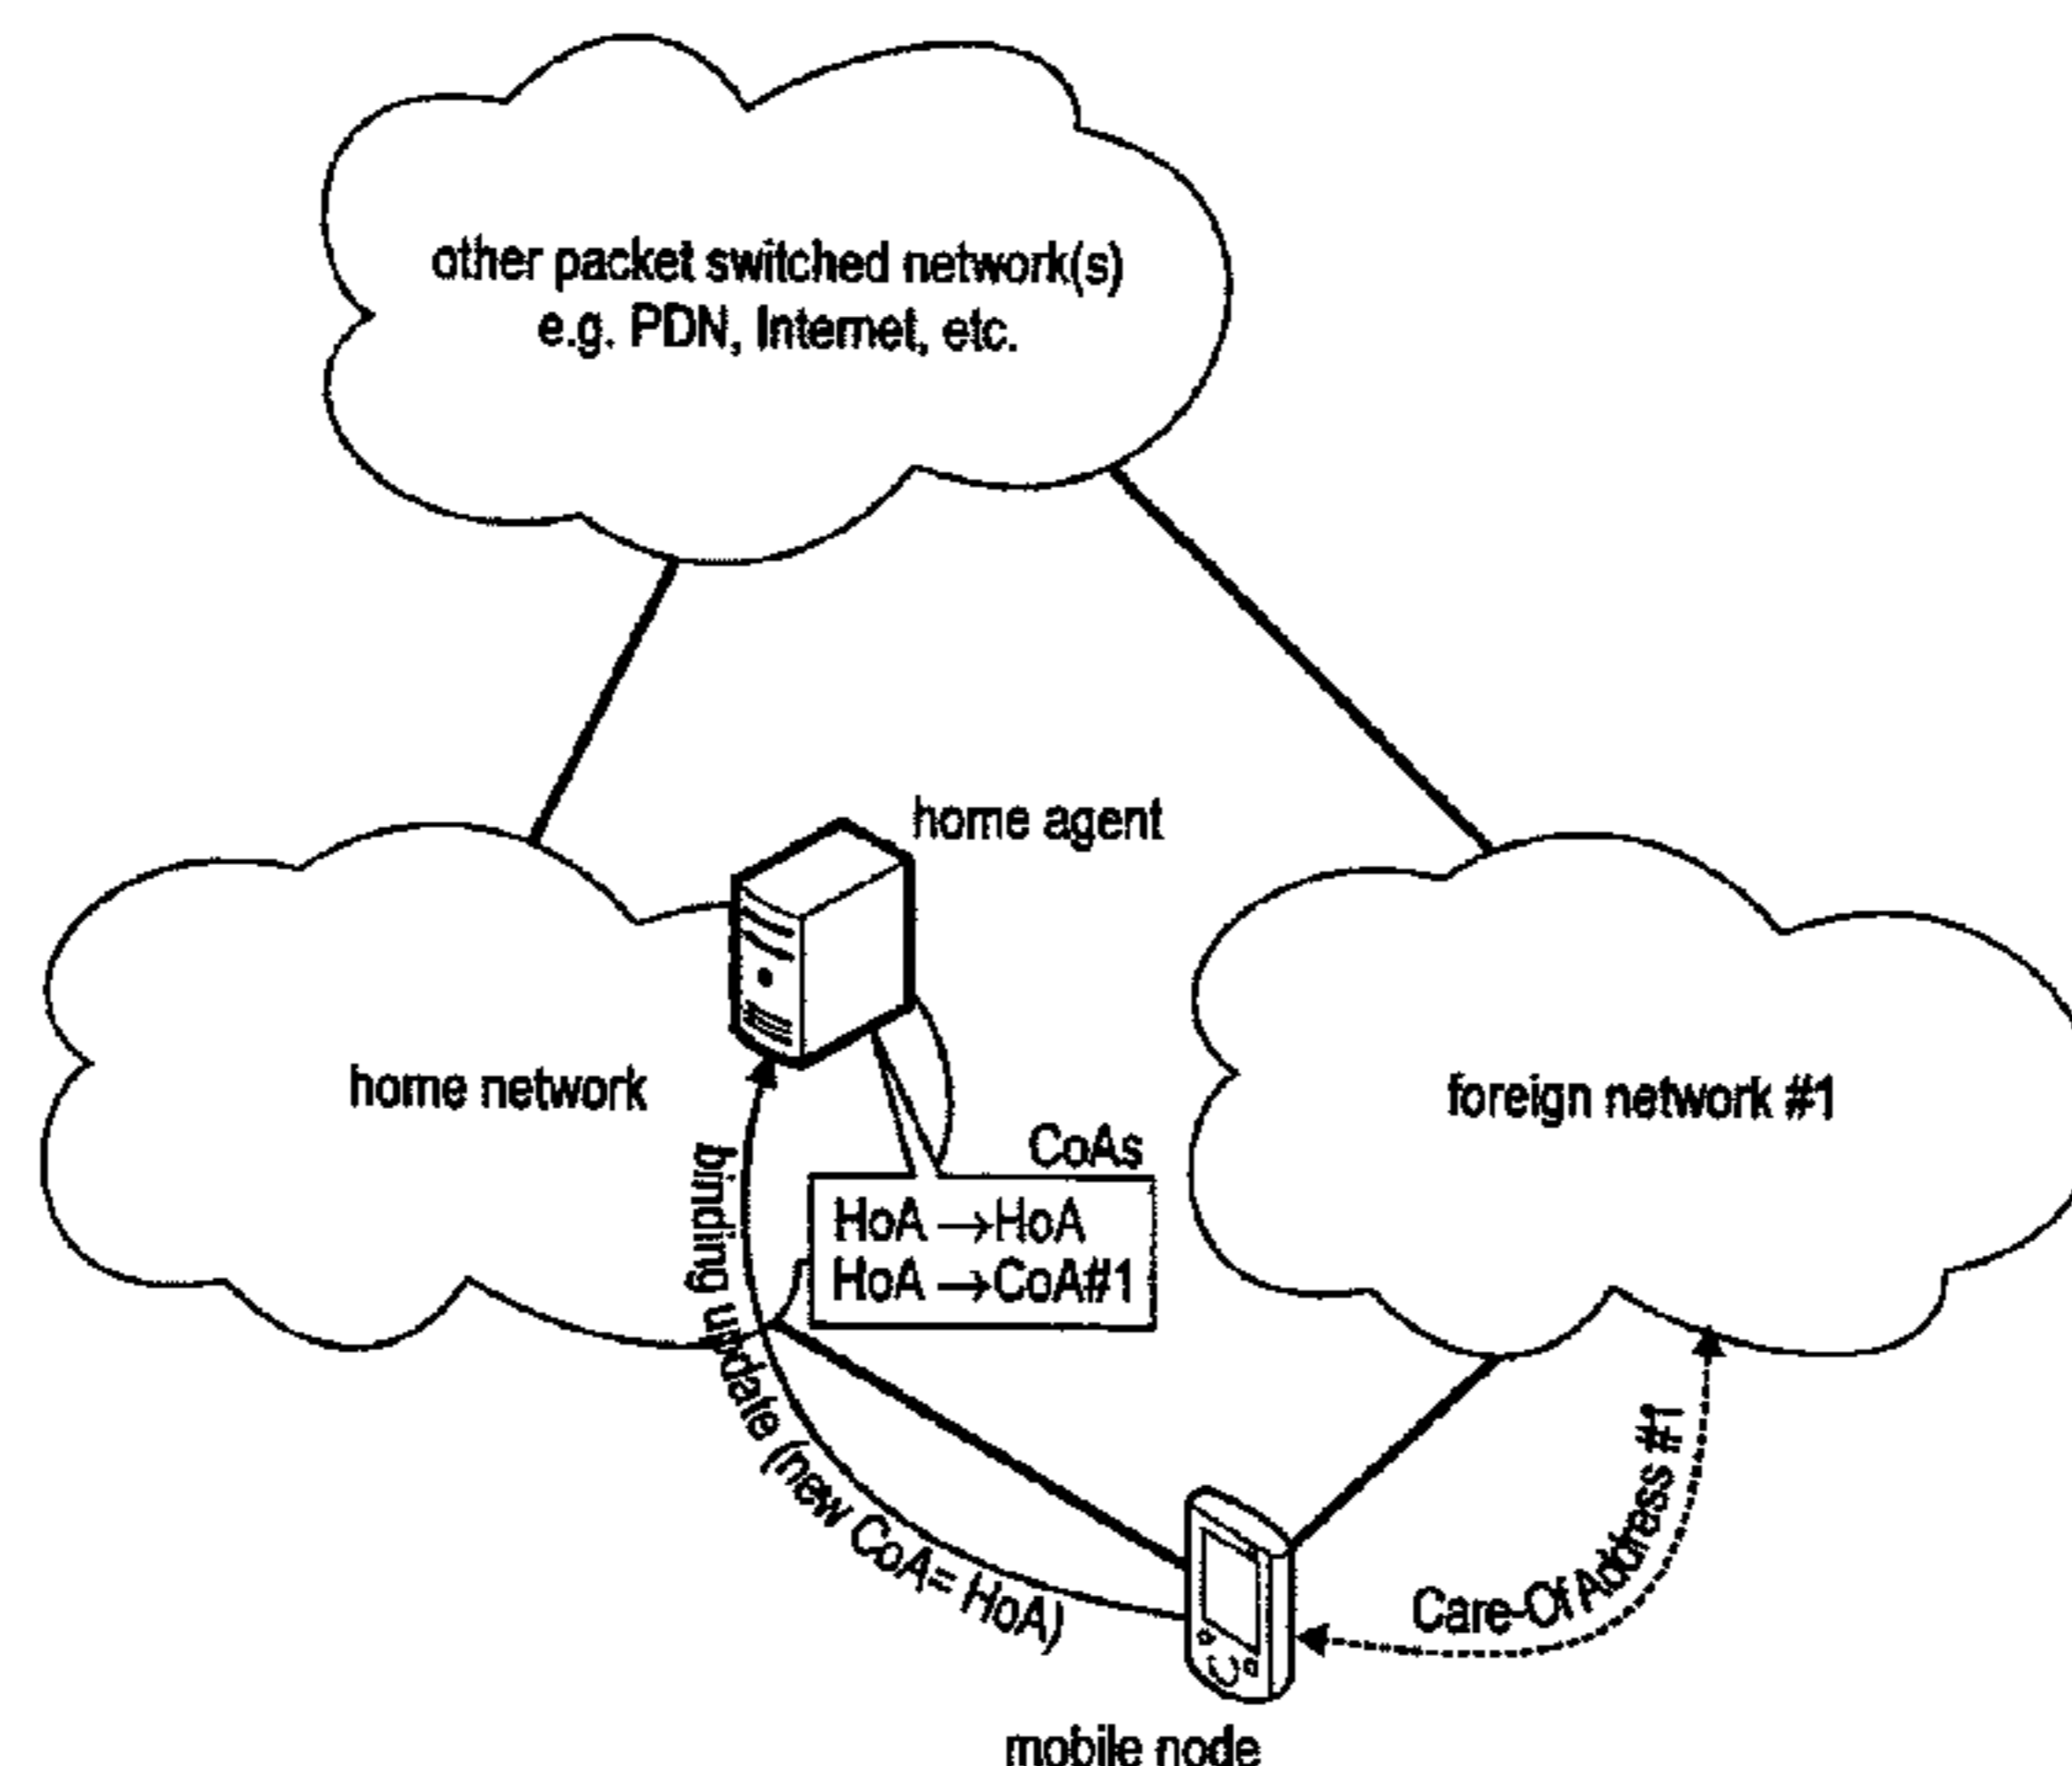 other packet switched network(s)
e.g. PDN, Internet, etc.
home agent
home network
foreign network #1
CoAs
HoA →HoA
HoA →CoA#1
binding update (new CoA= HoA)
Care-Of Address #1
mobile node